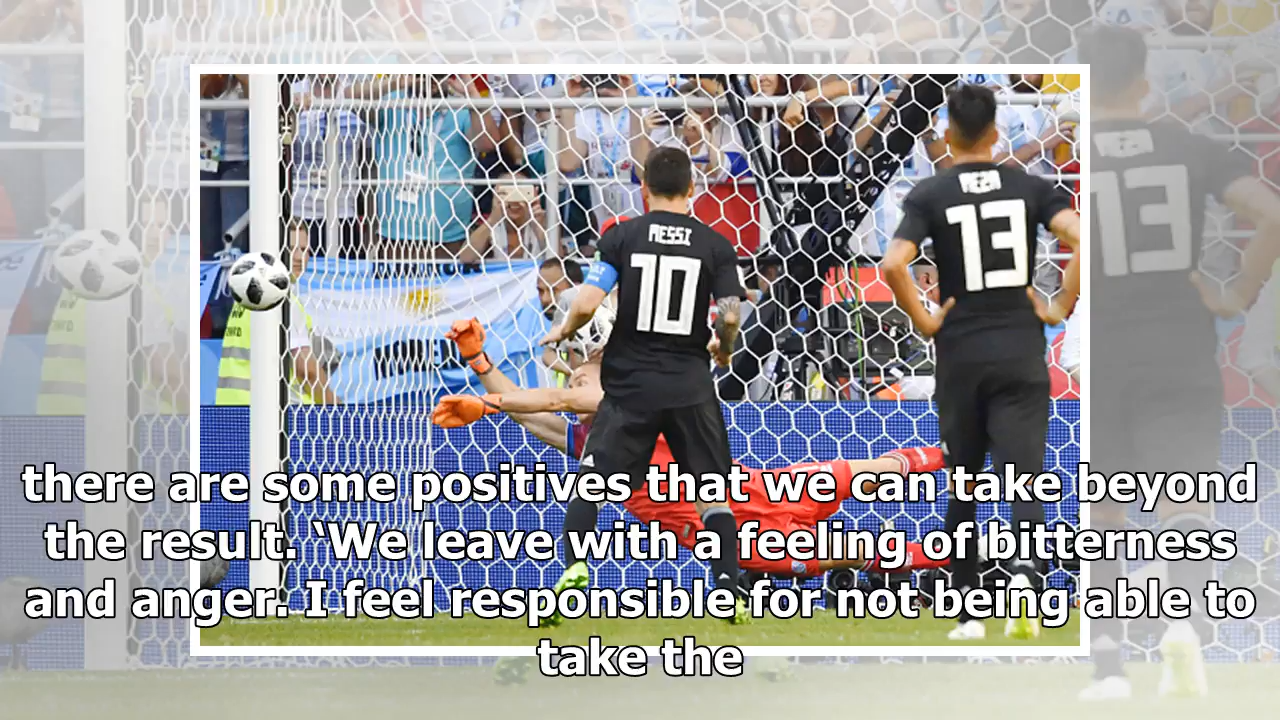 MESSI
10
MEZA
13
13
there are some positives that we can take beyond
the result. ‘We leave with a feeling of bitterness
and anger. I feel responsible for not being able to
take the